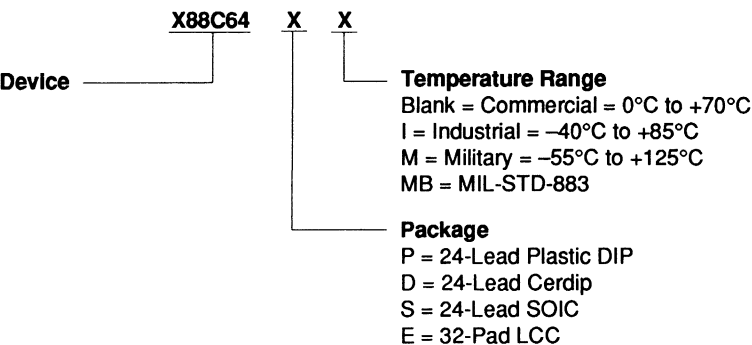 X88C64 X X
Device
Temperature Range
Blank = Commercial = 0°C to +70°C
I = Industrial = –40°C to +85°C
M = Military = –55°C to +125°C
MB = MIL-STD-883
Package
P = 24-Lead Plastic DIP
D = 24-Lead Cerdip
S = 24-Lead SOIC
E = 32-Pad LCC